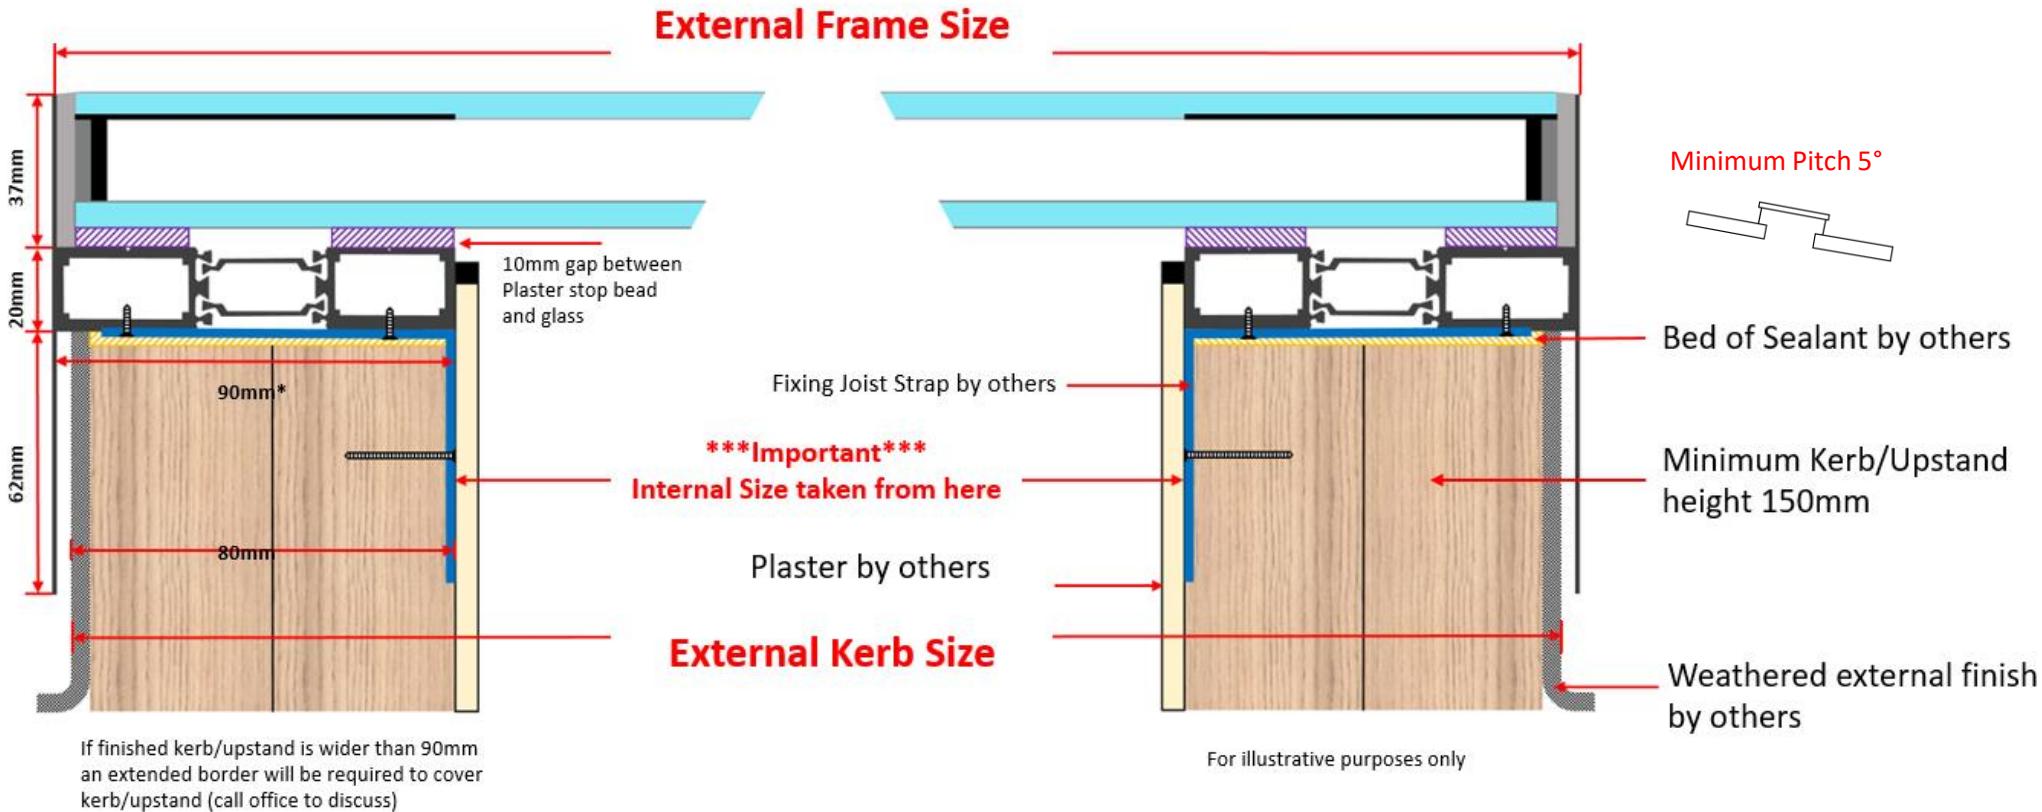 External Frame Size
37mm
20mm
62mm
10mm gap between
Plaster stop bead
and glass
90mm*
80mm
Fixing Joist Strap by others
***Important***
Internal Size taken from here
Plaster by others
External Kerb Size
Minimum Pitch 5°
Bed of Sealant by others
Minimum Kerb/Upstand
height 150mm
Weathered external finish
by others
If finished kerb/upstand is wider than 90mm
an extended border will be required to cover
kerb/upstand (call office to discuss)
For illustrative purposes only